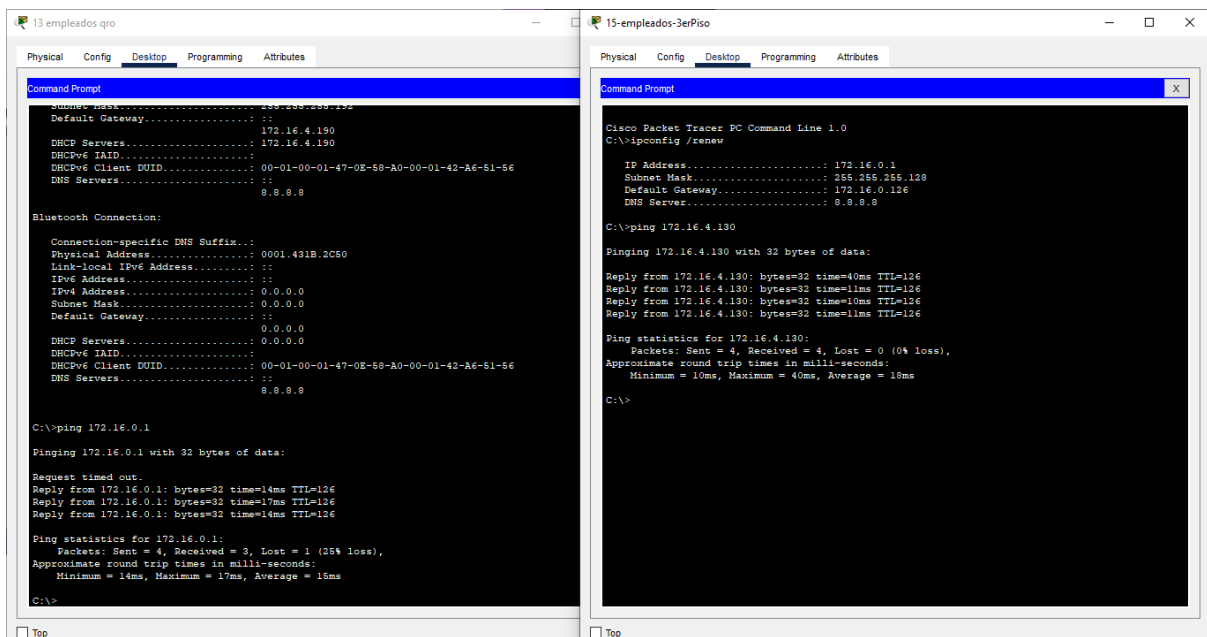 13 empleados qro
Physical Config Desktop Programming Attributes
Command Prompt
Subnet Mask......................: 255.255.255.192
Default Gateway.................: ::
172.16.4.190
DHCP Servers.....................: 172.16.4.190
DHCPv6 IAID......................:
DHCPv6 Client DUID..............: 00-01-00-01-47-0E-58-A0-00-01-42-A6-51-56
DNS Servers......................: ::
8.8.8.8
Bluetooth Connection:
Connection-specific DNS Suffix..:
Physical Address................: 0001.431B.2C50
Link-local IPv6 Address.........: ::
IPv6 Address.....................: ::
IPv4 Address.....................: 0.0.0.0
Subnet Mask......................: 0.0.0.0
Default Gateway.................: ::
0.0.0.0
DHCP Servers.....................: 0.0.0.0
DHCPv6 IAID......................:
DHCPv6 Client DUID..............: 00-01-00-01-47-0E-58-A0-00-01-42-A6-51-56
DNS Servers......................: ::
8.8.8.8
C:\>ping 172.16.0.1
Pinging 172.16.0.1 with 32 bytes of data:
Request timed out.
Reply from 172.16.0.1: bytes=32 time=14ms TTL=126
Reply from 172.16.0.1: bytes=32 time=17ms TTL=126
Reply from 172.16.0.1: bytes=32 time=14ms TTL=126
Ping statistics for 172.16.0.1:
Packets: Sent = 4, Received = 3, Lost = 1 (25% loss),
Approximate round trip times in milli-seconds:
Minimum = 14ms, Maximum = 17ms, Average = 15ms
C:\>
Top
15-empleados-3erPiso
Physical Config Desktop Programming Attributes
Command Prompt
X
Cisco Packet Tracer PC Command Line 1.0
C:\>ipconfig /renew
IP Address......................: 172.16.0.1
Subnet Mask.....................: 255.255.255.128
Default Gateway.................: 172.16.0.126
DNS Server......................: 8.8.8.8
C:\>ping 172.16.4.130
Pinging 172.16.4.130 with 32 bytes of data:
Reply from 172.16.4.130: bytes=32 time=40ms TTL=126
Reply from 172.16.4.130: bytes=32 time=11ms TTL=126
Reply from 172.16.4.130: bytes=32 time=10ms TTL=126
Reply from 172.16.4.130: bytes=32 time=11ms TTL=126
Ping statistics for 172.16.4.130:
Packets: Sent = 4, Received = 4, Lost = 0 (0% loss),
Approximate round trip times in milli-seconds:
Minimum = 10ms, Maximum = 40ms, Average = 18ms
C:\>
Top